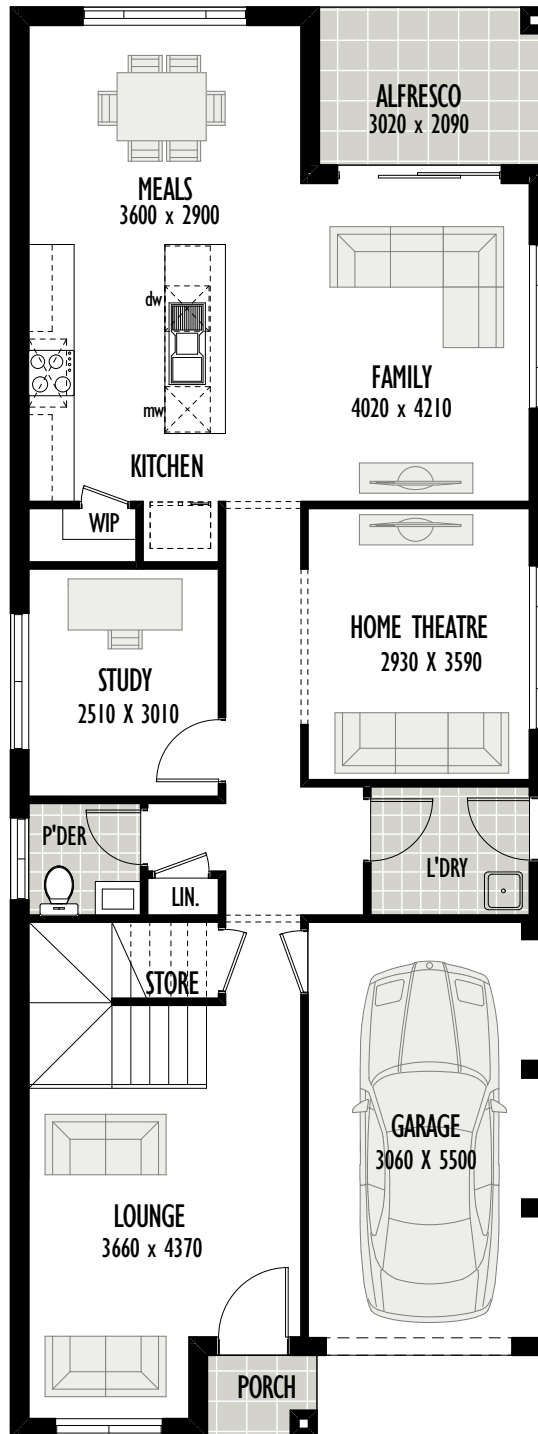 ALFRESCO
3020 x 2090
MEALS
3600 x 2900
dw
FAMILY
4020 x 4210
mw
KITCHEN
WIP
HOME THEATRE
2930 X 3590
STUDY
2510 X 3010
P'DER
L'DRY
LIN.
STORE
GARAGE
3060 X 5500
LOUNGE
3660 x 4370
PORCH